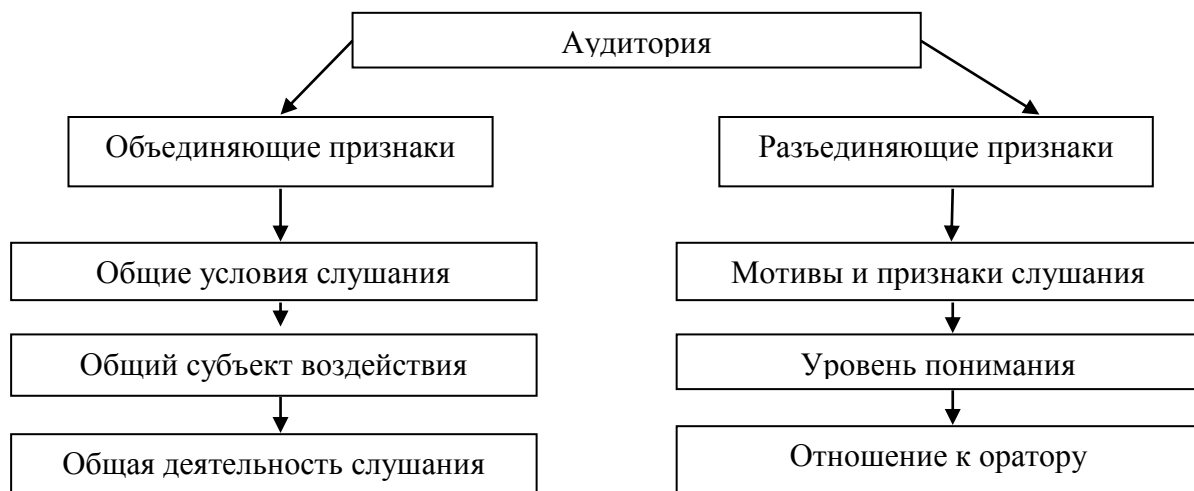 Аудитория
Объединяющие признаки
Разъединяющие признаки
Общие условия слушания
Мотивы и признаки слушания
Общий субъект воздействия
Уровень понимания
Общая деятельность слушания
Отношение к оратору